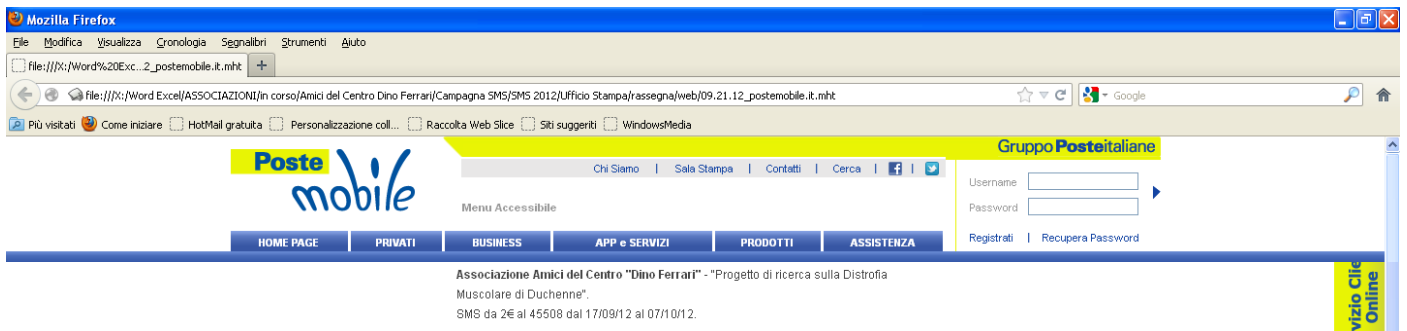 Mozilla Firefox
File Modifica Visualizza Cronologia Segnalibri Strumenti Aiuto
file:///X:/Word%20Exc...2_postemobile.it.mht +
file:///X:/Word Excel/ASSOCIAZIONI/in corso/Amici del Centro Dino Ferrari/Campagna SMS/SMS 2012/Ufficio Stampa/rassegna/web/09.21.12_postemobile.it.mht Google
Più visitati Come iniziare HotMail gratuita Personalizzazione coll... Raccolta Web Slice Siti suggeriti WindowsMedia
Gruppo Posteitaliane
Poste mobile
Chi Siamo | Sala Stampa | Contatti | Cerca |
Username
Menu Accessibile
Password
HOME PAGE PRIVATI BUSINESS APP e SERVIZI PRODOTTI ASSISTENZA
Registrati | Recupera Password
Associazione Amici del Centro "Dino Ferrari" - "Progetto di ricerca sulla Distrofia
Muscolare di Duchenne".
SMS da 2€ al 45508 dal 17/09/12 al 07/10/12.
Online